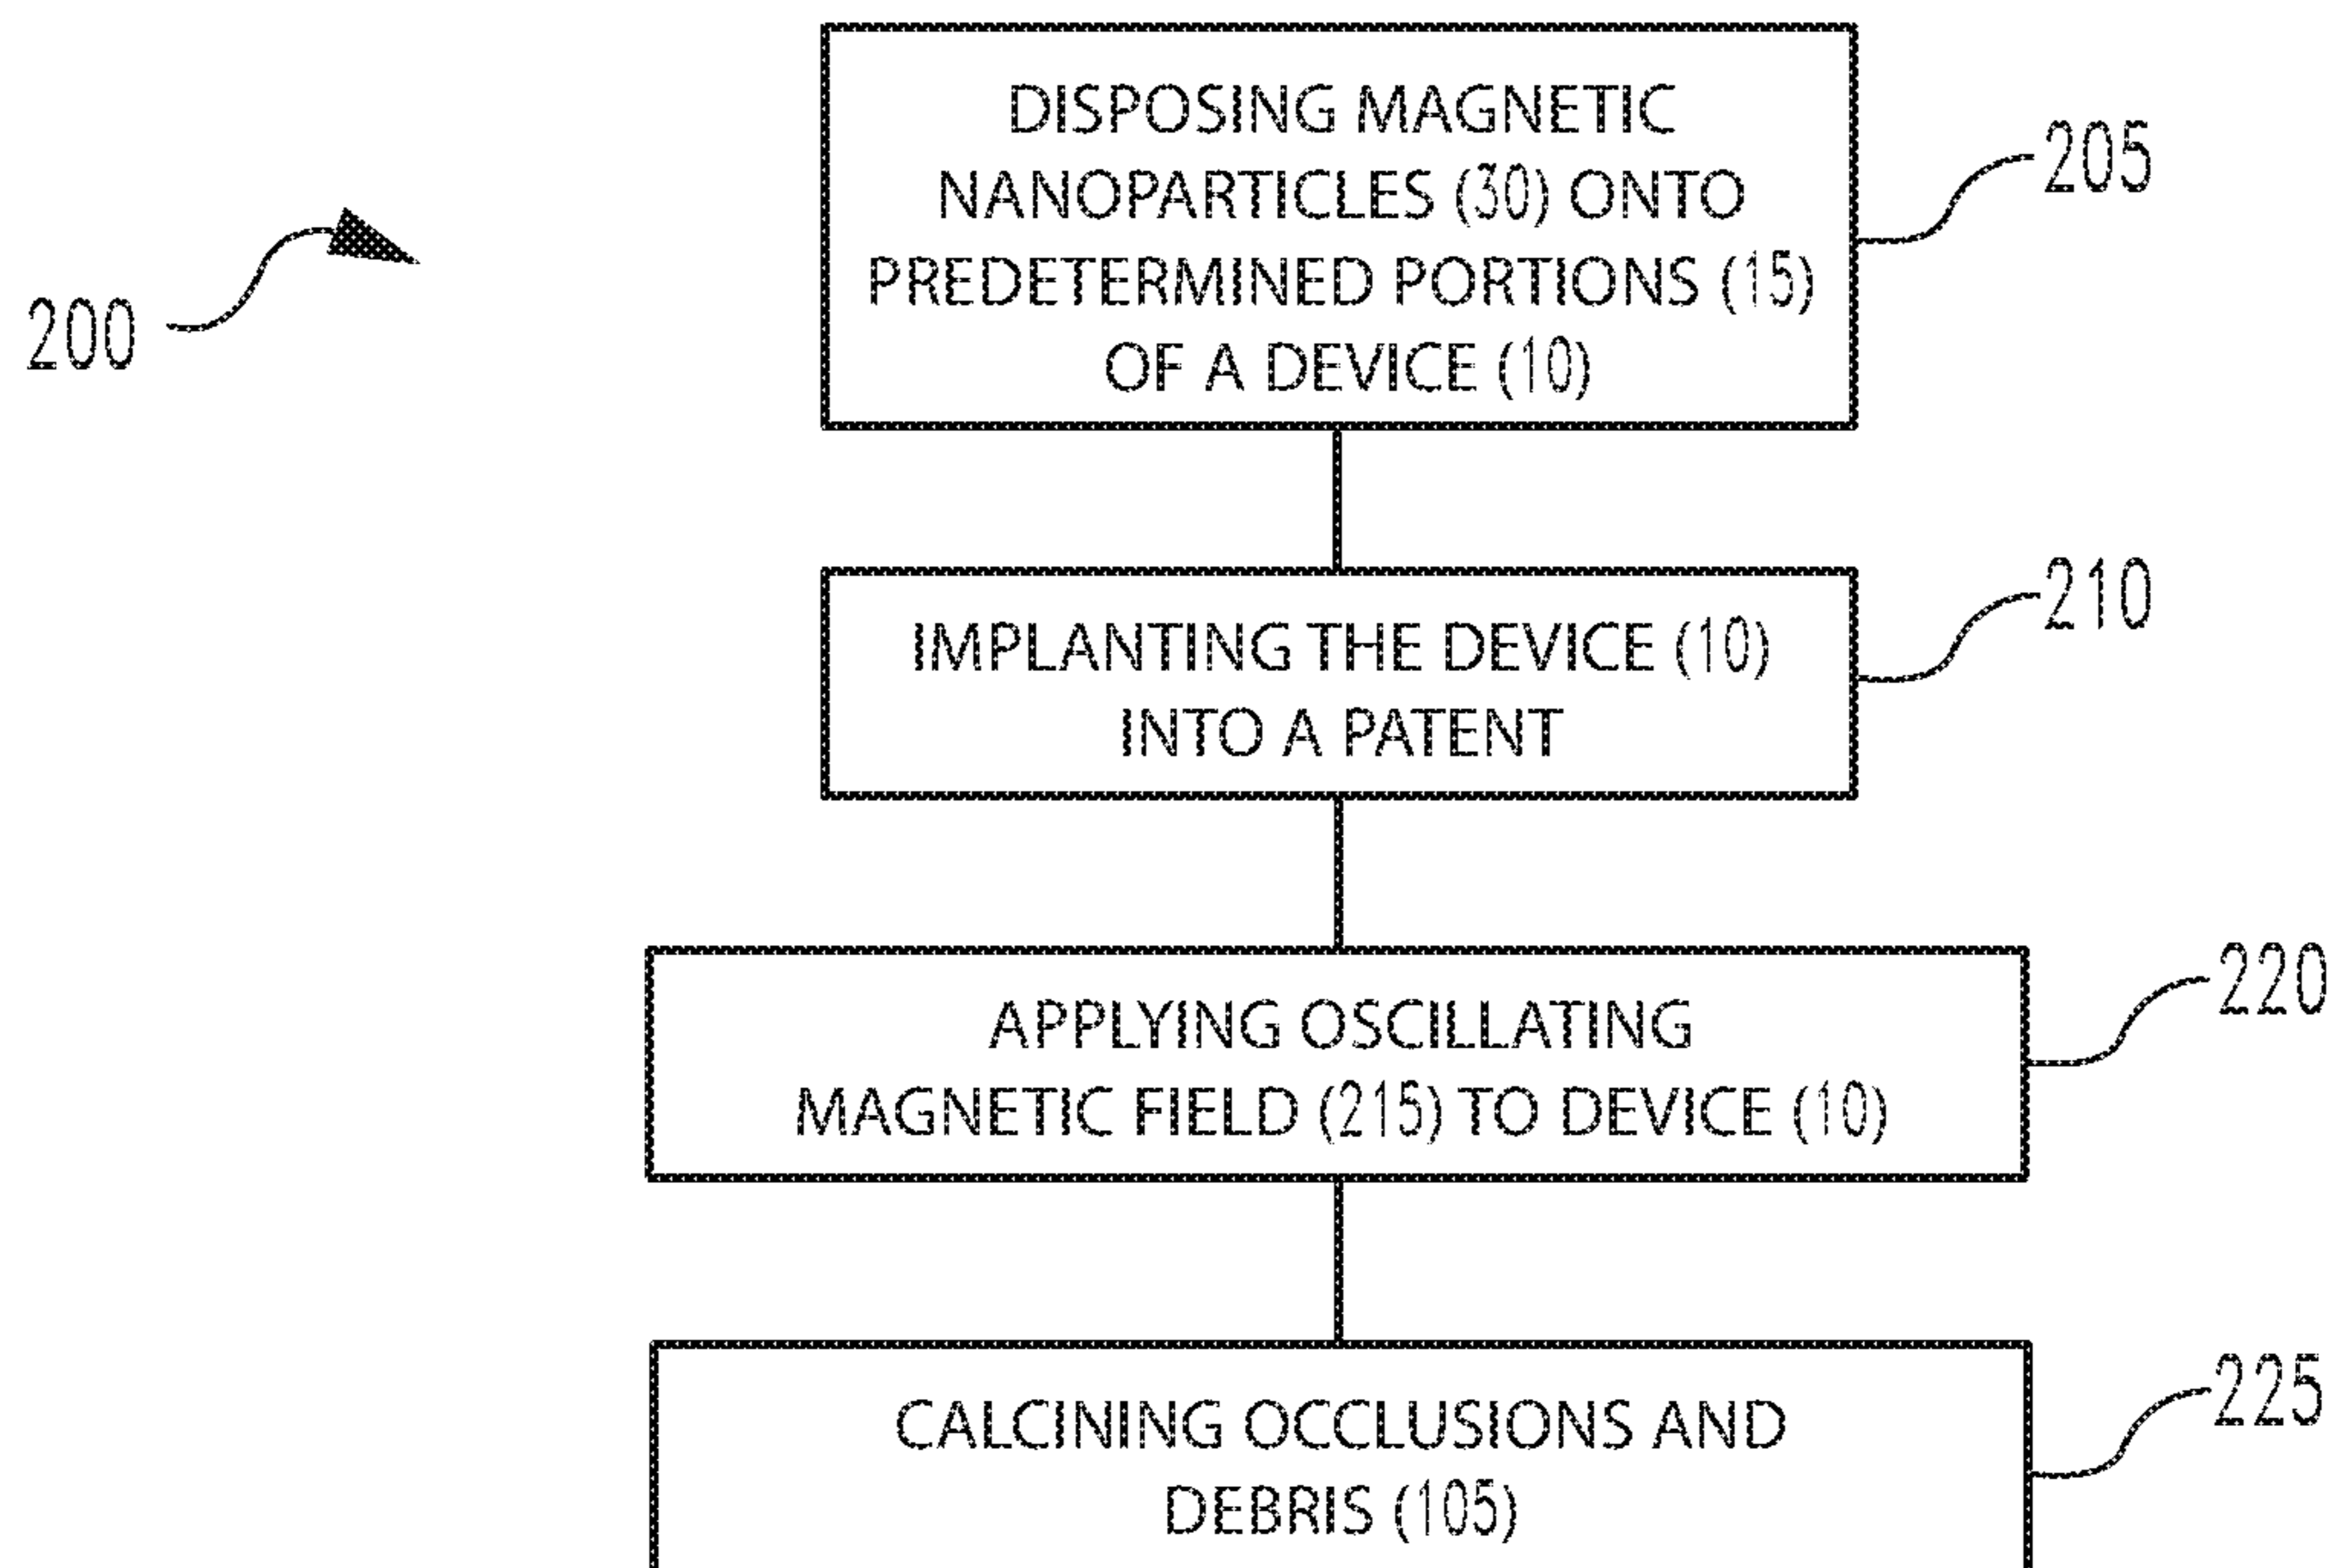 DISPOSING MAGNETIC
NANOPARTICLES (30) ONTO
PREDETERMINED PORTIONS (15)
OF A DEVICE (10)
205
200
IMPLANTING THE DEVICE (10)
INTO A PATENT
210
APPLYING OSCILLATING
MAGNETIC FIELD (215) TO DEVICE (10)
220
CALCINING OCCLUSIONS AND
DEBRIS (105)
225